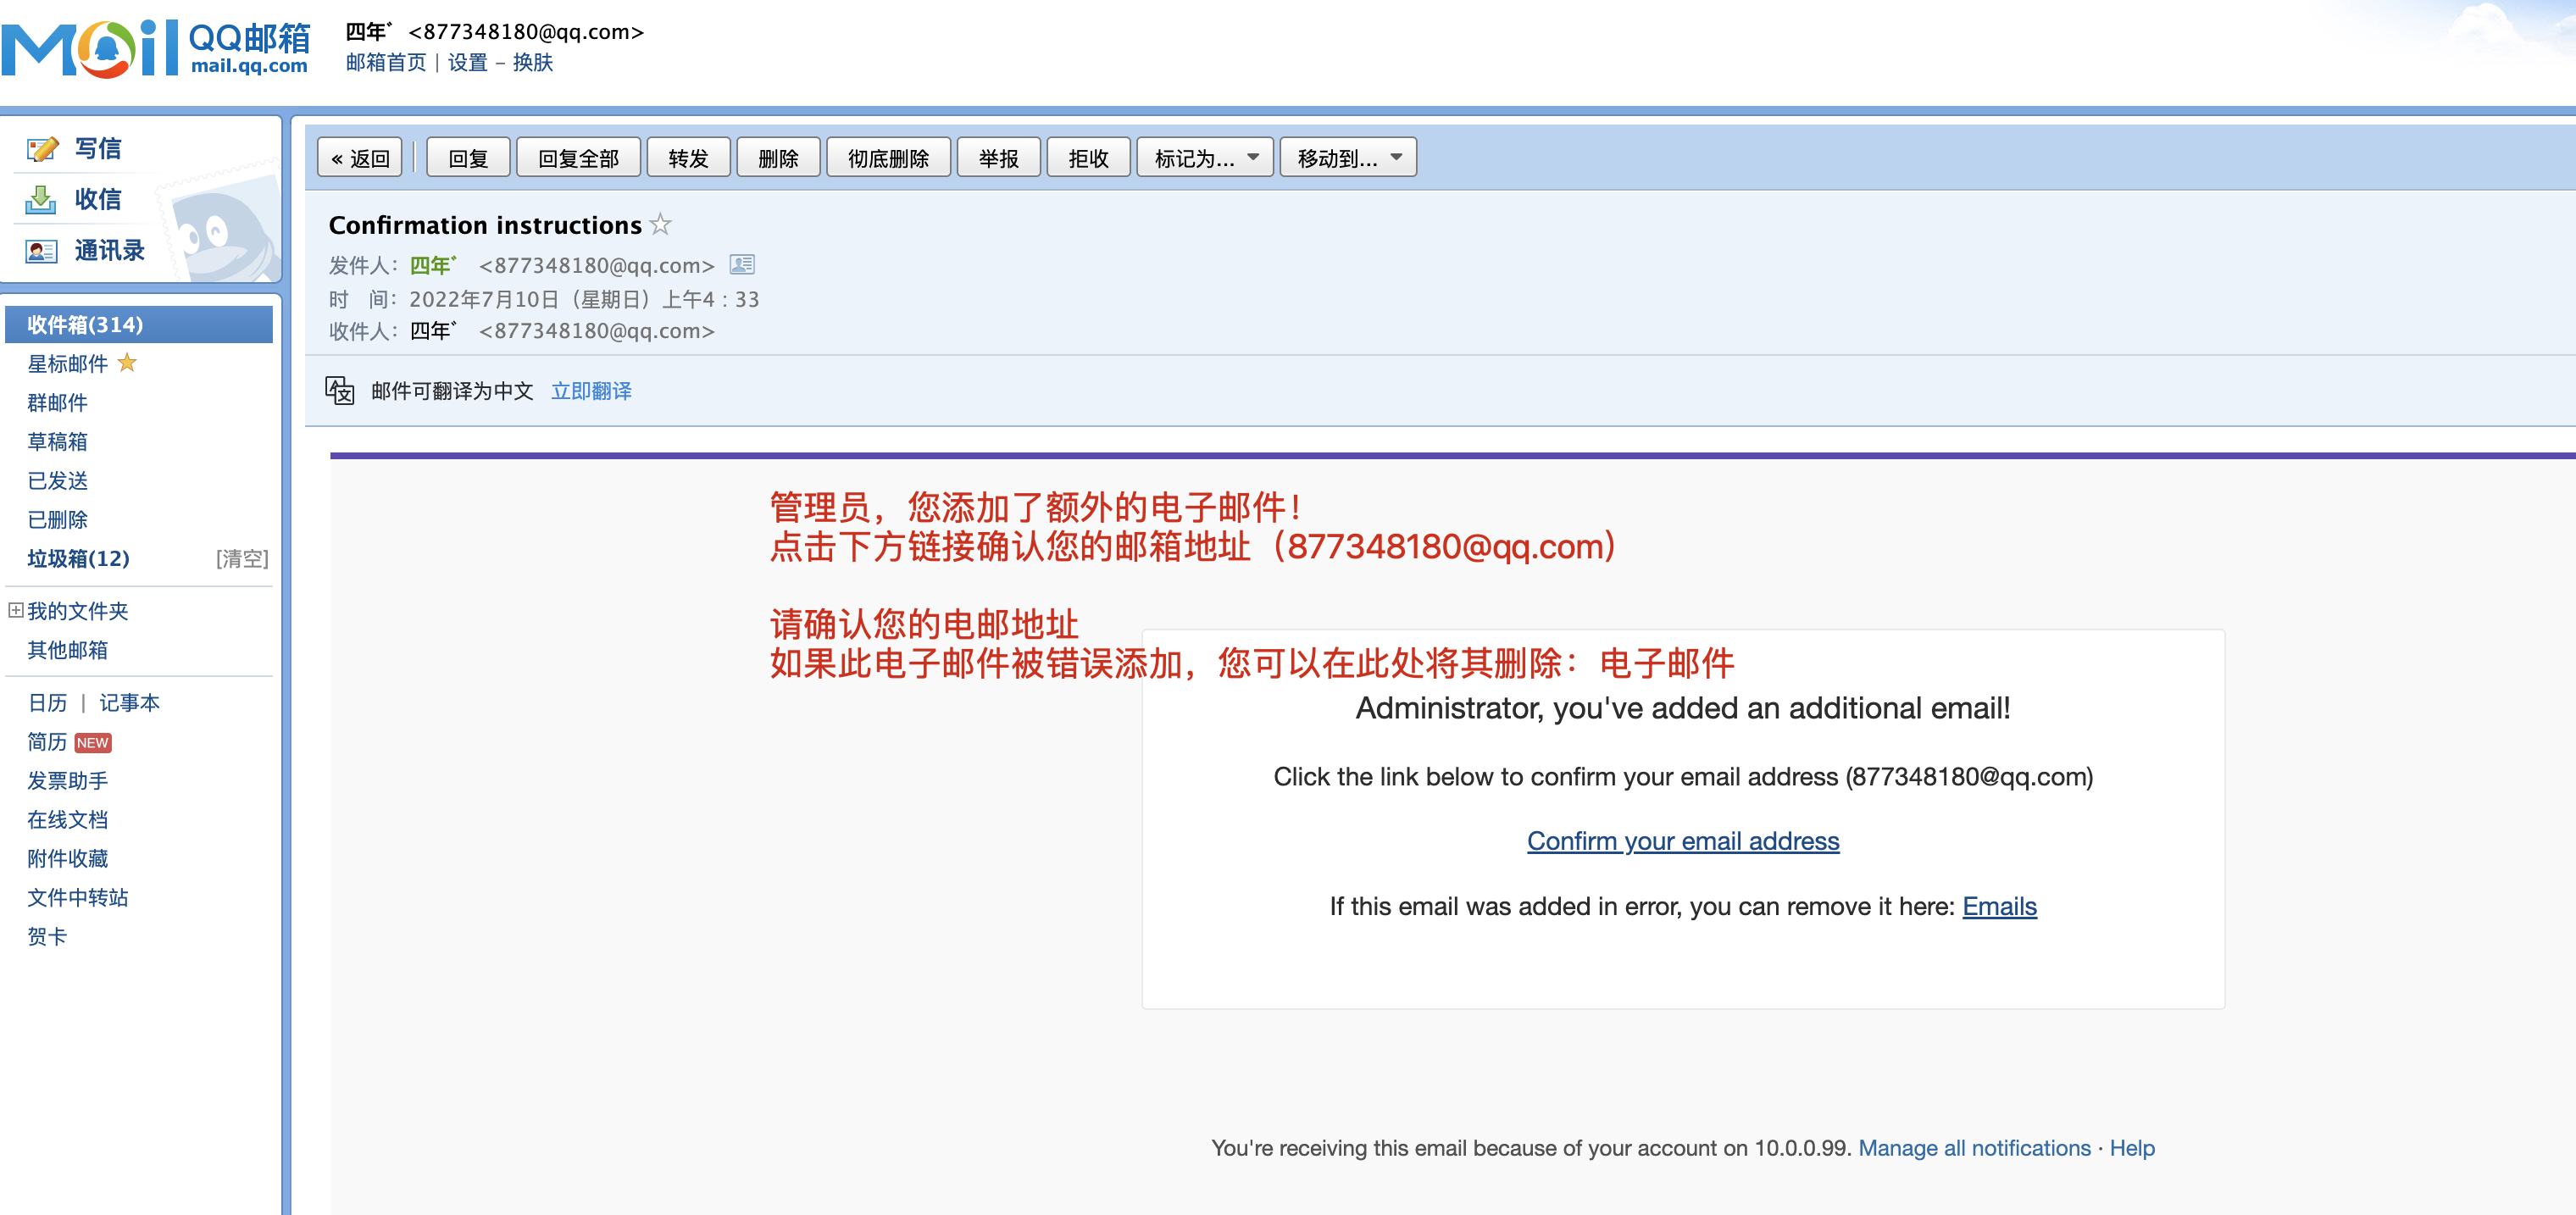 Mail QQ邮箱
mail.qq.com
四年゛ <877348180@qq.com>
邮箱首页 | 设置 - 换肤
写信
收信
通讯录
收件箱(314)
星标邮件
群邮件
草稿箱
已发送
已删除
垃圾箱(12) [清空]
我的文件夹
其他邮箱
日历 | 记事本
简历 NEW
发票助手
在线文档
附件收藏
文件中转站
贺卡
« 返回 回复 回复全部 转发 删除 彻底删除 举报 拒收 标记为... 移动到...
Confirmation instructions
发件人：四年゛ <877348180@qq.com>
时 间：2022年7月10日（星期日）上午4：33
收件人：四年゛ <877348180@qq.com>
邮件可翻译为中文 立即翻译
管理员，您添加了额外的电子邮件！
点击下方链接确认您的邮箱地址（877348180@qq.com）
请确认您的电邮地址
如果此电子邮件被错误添加，您可以在此处将其删除：电子邮件
Administrator, you've added an additional email!
Click the link below to confirm your email address (877348180@qq.com)
Confirm your email address
If this email was added in error, you can remove it here: Emails
You're receiving this email because of your account on 10.0.0.99. Manage all notifications · Help